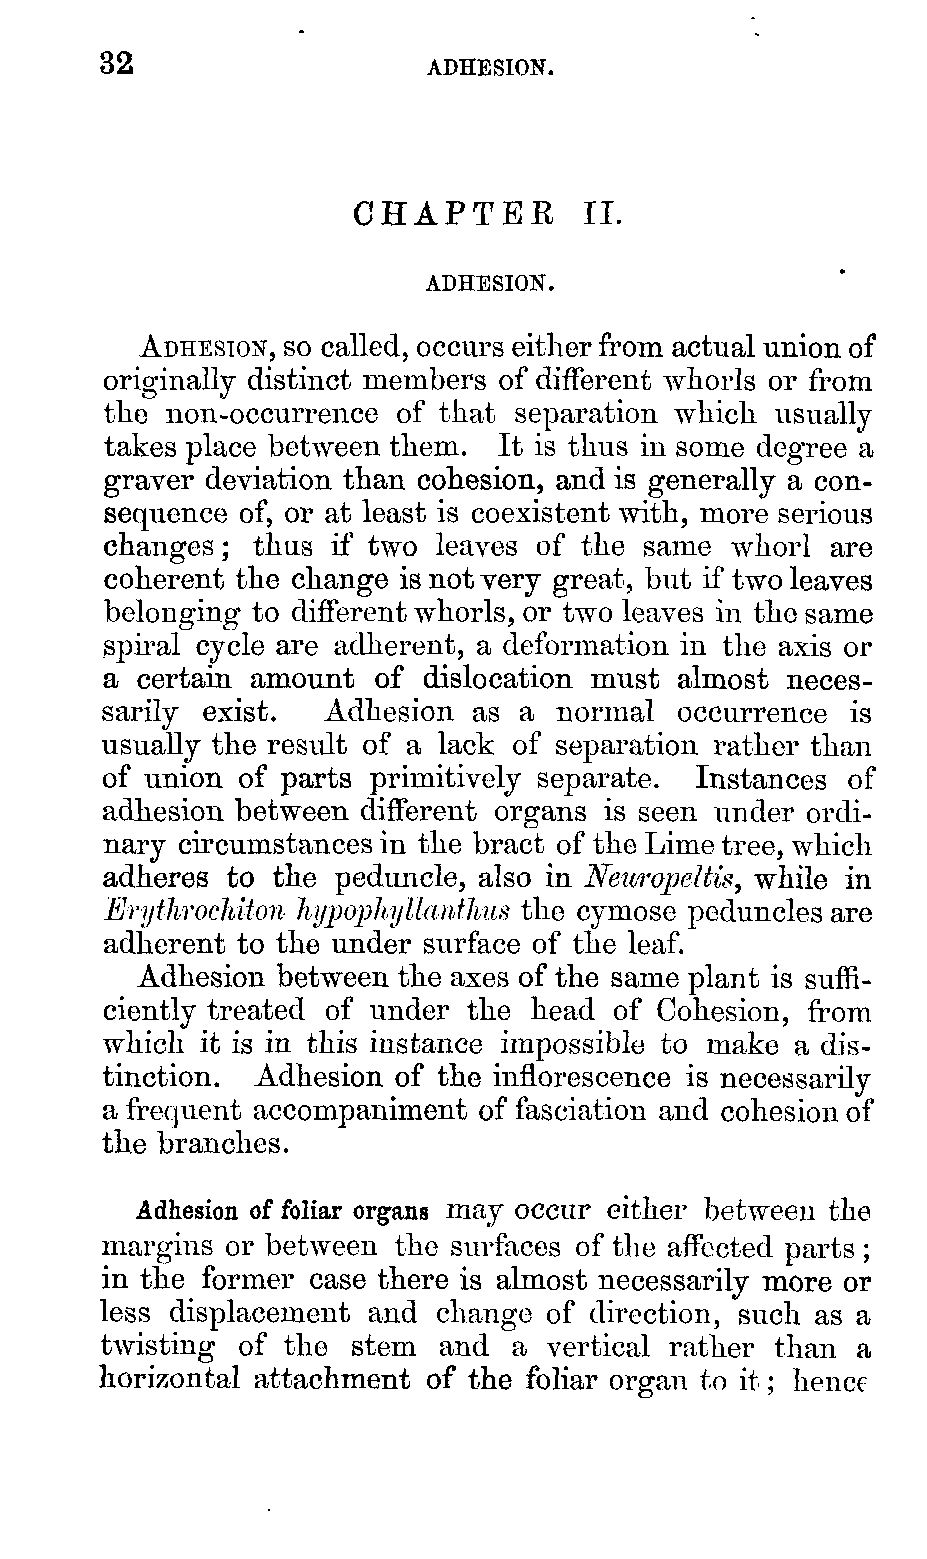 32 ADHESION.
CHAPTER II.
ADHESION.
ADHESION, so called, occurs either from actual union of
originally distinct members of different whorls or from
the non-occurrence of that separation which usually
takes place between them. It is thus in some degree a
graver deviation than cohesion, and is generally a con-
sequence of, or at least is coexistent with, more serious
changes; thus if two leaves of the same whorl are
coherent the change is not very great, but if two leaves
belonging to different whorls, or two leaves in the same
spiral cycle are adherent, a deformation in the axis or
a certain amount of dislocation must almost neces-
sarily exist. Adhesion as a normal occurrence is
usually the result of a lack of separation rather than
of union of parts primitively separate. Instances of
adhesion between different organs is seen under ordi-
nary circumstances in the bract of the Lime tree, which
adheres to the peduncle, also in Neuropeltis, while in
Erythrochiton hypophyllanthus the cymose peduncles are
adherent to the under surface of the leaf.
Adhesion between the axes of the same plant is suffi-
ciently treated of under the head of Cohesion, from
which it is in this instance impossible to make a dis-
tinction. Adhesion of the inflorescence is necessarily
a frequent accompaniment of fasciation and cohesion of
the branches.
Adhesion of foliar organs may occur either between the
margins or between the surfaces of the affected parts;
in the former case there is almost necessarily more or
less displacement and change of direction, such as a
twisting of the stem and a vertical rather than a
horizontal attachment of the foliar organ to it; hence